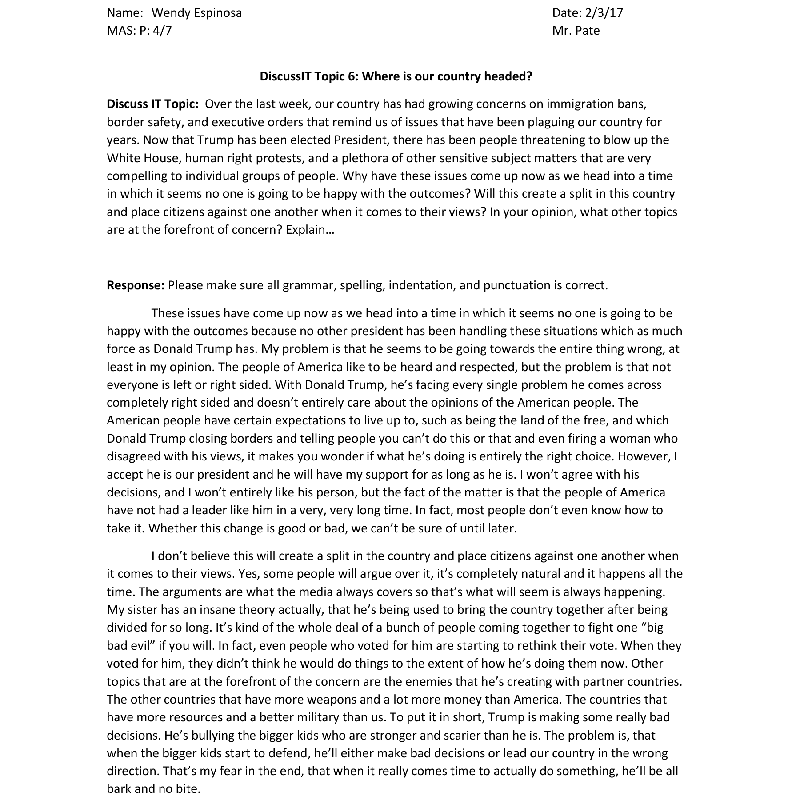 Name: Wendy Espinosa Date: 2/3/17
MAS: P: 4/7 Mr. Pate
DiscussIT Topic 6: Where is our country headed?
Discuss IT Topic: Over the last week, our country has had growing concerns on immigration bans,
border safety, and executive orders that remind us of issues that have been plaguing our country for
years. Now that Trump has been elected President, there has been people threatening to blow up the
White House, human right protests, and a plethora of other sensitive subject matters that are very
compelling to individual groups of people. Why have these issues come up now as we head into a time
in which it seems no one is going to be happy with the outcomes? Will this create a split in this country
and place citizens against one another when it comes to their views? In your opinion, what other topics
are at the forefront of concern? Explain…
Response: Please make sure all grammar, spelling, indentation, and punctuation is correct.
These issues have come up now as we head into a time in which it seems no one is going to be
happy with the outcomes because no other president has been handling these situations which as much
force as Donald Trump has. My problem is that he seems to be going towards the entire thing wrong, at
least in my opinion. The people of America like to be heard and respected, but the problem is that not
everyone is left or right sided. With Donald Trump, he's facing every single problem he comes across
completely right sided and doesn't entirely care about the opinions of the American people. The
American people have certain expectations to live up to, such as being the land of the free, and which
Donald Trump closing borders and telling people you can't do this or that and even firing a woman who
disagreed with his views, it makes you wonder if what he's doing is entirely the right choice. However, I
accept he is our president and he will have my support for as long as he is. I won't agree with his
decisions, and I won't entirely like his person, but the fact of the matter is that the people of America
have not had a leader like him in a very, very long time. In fact, most people don't even know how to
take it. Whether this change is good or bad, we can't be sure of until later.
I don't believe this will create a split in the country and place citizens against one another when
it comes to their views. Yes, some people will argue over it, it's completely natural and it happens all the
time. The arguments are what the media always covers so that's what will seem is always happening.
My sister has an insane theory actually, that he's being used to bring the country together after being
divided for so long. It's kind of the whole deal of a bunch of people coming together to fight one "big
bad evil" if you will. In fact, even people who voted for him are starting to rethink their vote. When they
voted for him, they didn't think he would do things to the extent of how he's doing them now. Other
topics that are at the forefront of the concern are the enemies that he's creating with partner countries.
The other countries that have more weapons and a lot more money than America. The countries that
have more resources and a better military than us. To put it in short, Trump is making some really bad
decisions. He's bullying the bigger kids who are stronger and scarier than he is. The problem is, that
when the bigger kids start to defend, he'll either make bad decisions or lead our country in the wrong
direction. That's my fear in the end, that when it really comes time to actually do something, he'll be all
bark and no bite.